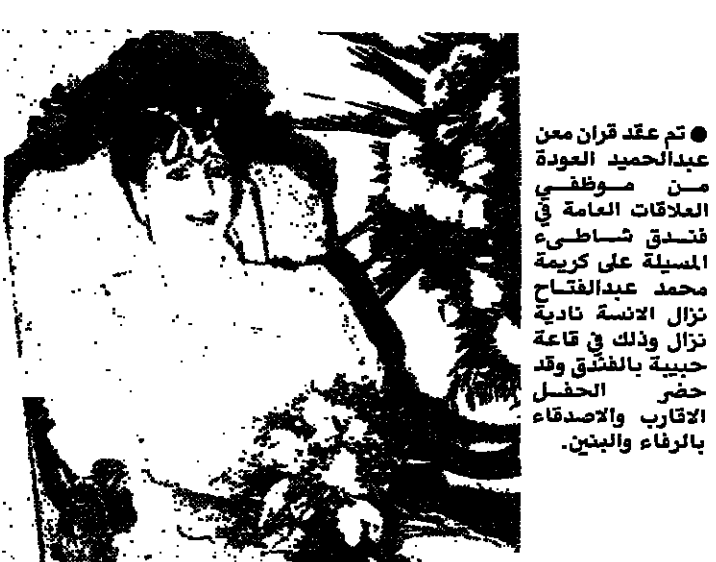 ● تم عقد قران معن
عبدالحميد العودة
من موظفي
العلاقات العامة في
فندق شاطىء
المسيلة على كريمة
محمد عبدالفتاح
نزال الانسة نادية
نزال وذلك في قاعة
حبيبة بالفندق وقد
حضر الحفل
الاقارب والاصدقاء
بالرفاء والبنين.